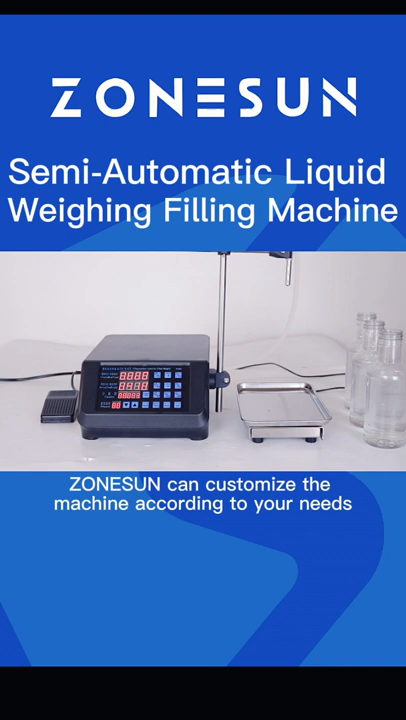 ZONESUN
Semi-Automatic Liquid
Weighing Filling Machine
ZONESUN can customize the
machine according to your needs